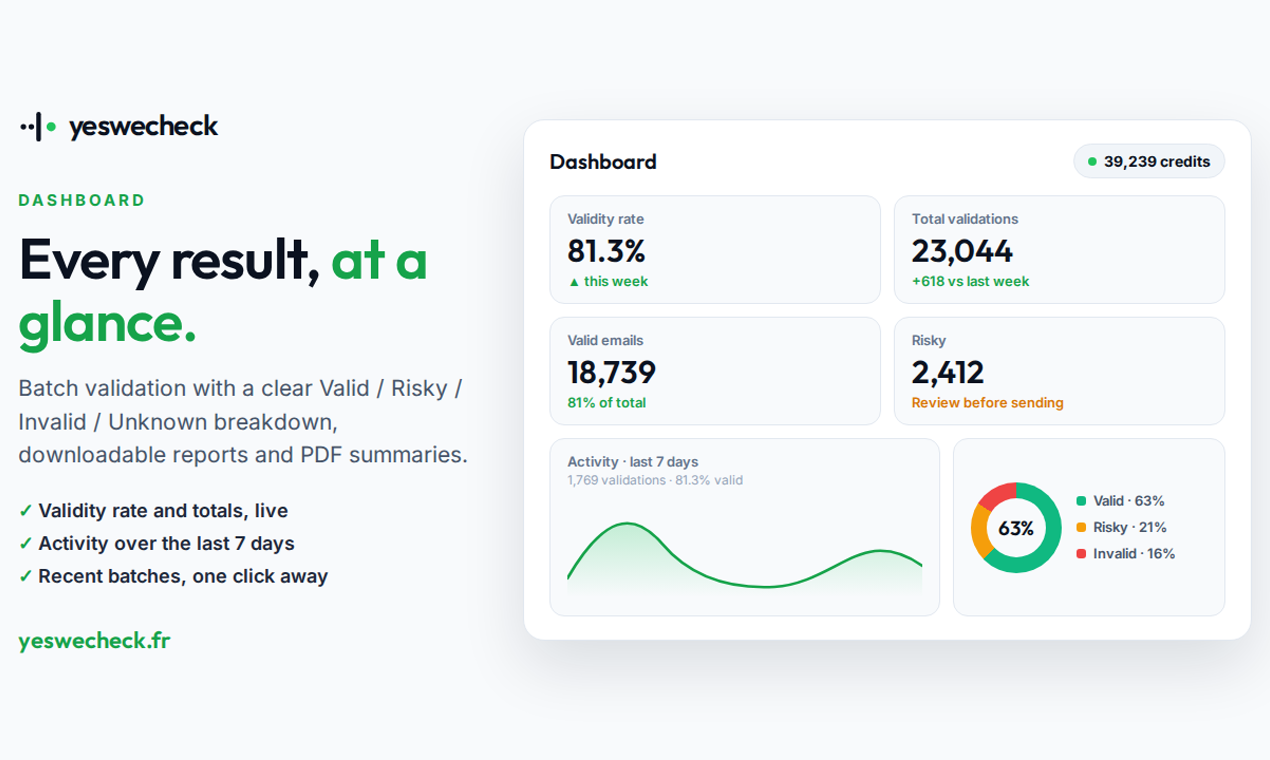 yeswecheck
DASHBOARD
Every result, at a
glance.
Batch validation with a clear Valid / Risky /
Invalid / Unknown breakdown,
downloadable reports and PDF summaries.
✓ Validity rate and totals, live
✓ Activity over the last 7 days
✓ Recent batches, one click away
yeswecheck.fr
Dashboard
39,239 credits
Validity rate
81.3%
▲ this week
Total validations
23,044
+618 vs last week
Valid emails
18,739
81% of total
Risky
2,412
Review before sending
Activity · last 7 days
1,769 validations · 81.3% valid
63%
Valid · 63%
Risky · 21%
Invalid · 16%